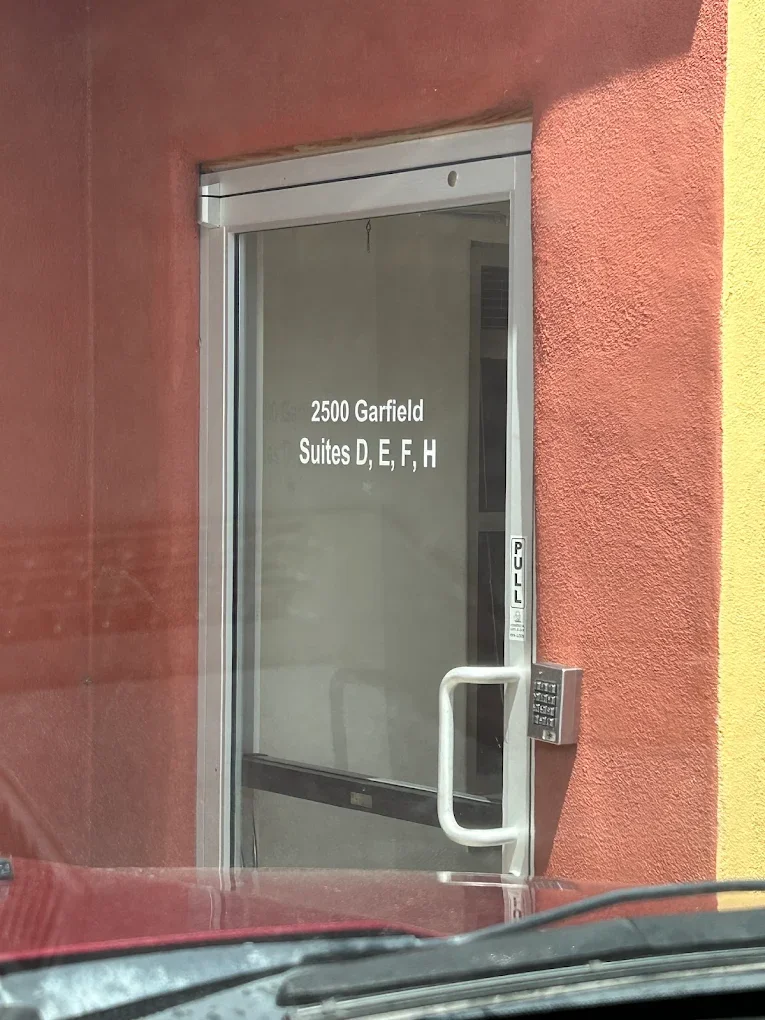 2500 Garfield
Suites D, E, F, H
PULL